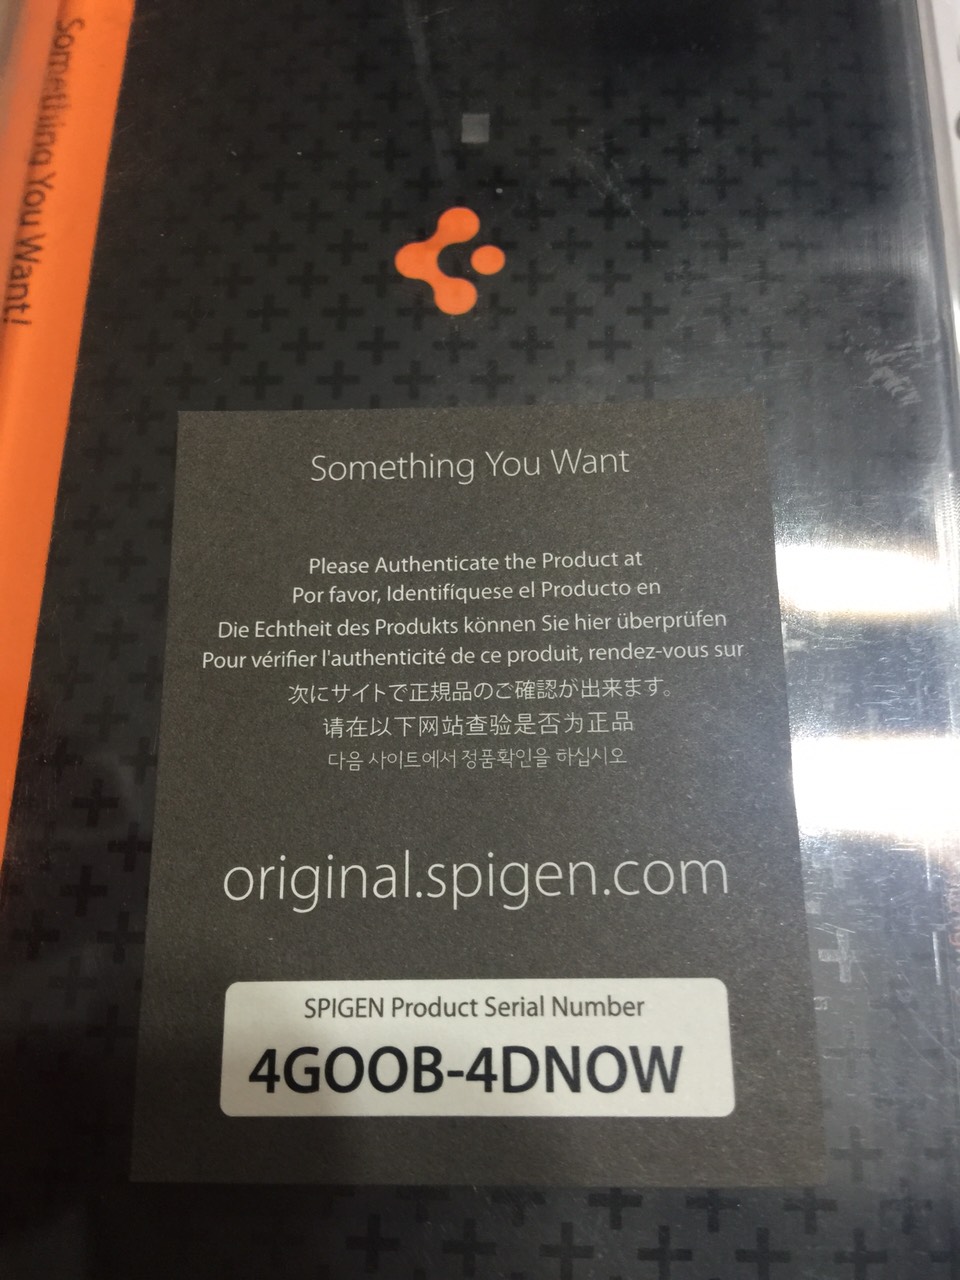 Something You Want!
Something You Want
Please Authenticate the Product at
Por favor, Identifíquese el Producto en
Die Echtheit des Produkts können Sie hier überprüfen
Pour vérifier l'authenticité de ce produit, rendez-vous sur
次にサイトで正規品のご確認が出来ます。
请在以下网站查验是否为正品
다음 사이트에서 정품확인을 하십시오
original.spigen.com
SPIGEN Product Serial Number
4GOOB-4DNOW